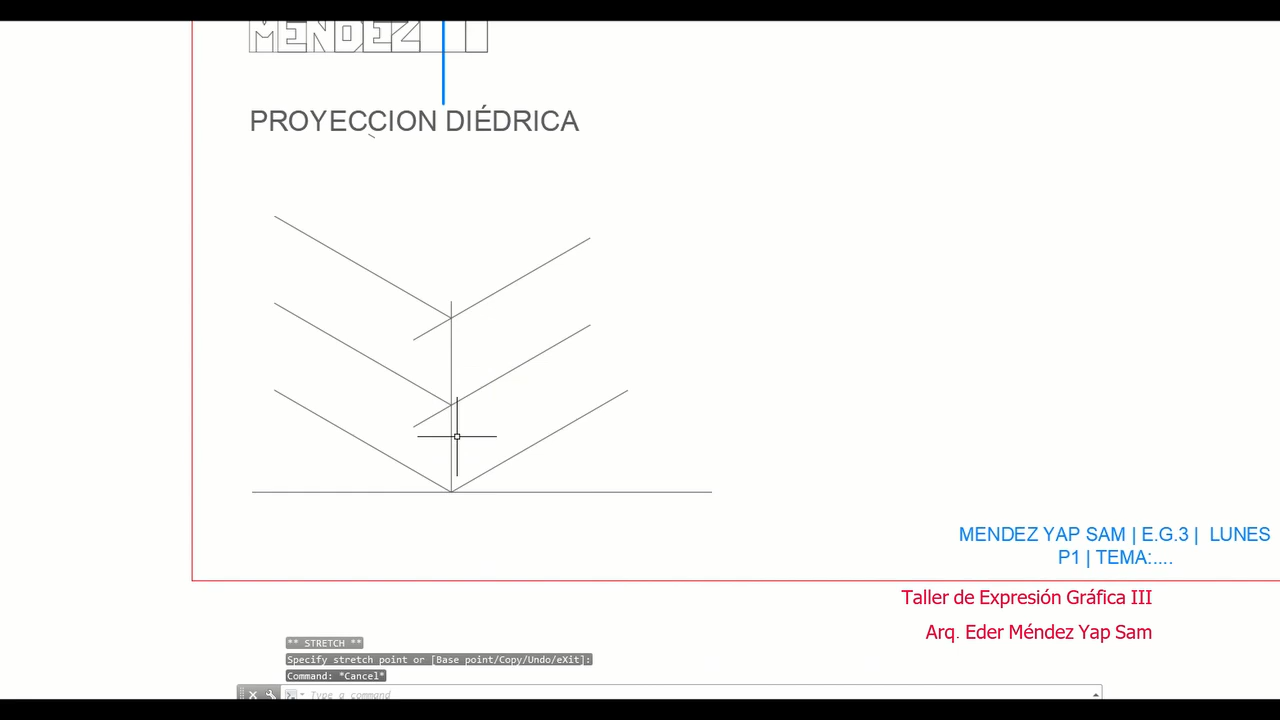 MENDEZ
PROYECCION DIÉDRICA
MENDEZ YAP SAM | E.G.3 | LUNES
P1 | TEMA:....
Taller de Expresión Gráfica III
Arq. Eder Méndez Yap Sam
** STRETCH **
Specify stretch point or [Base point/Copy/Undo/eXit]:
Command: *Cancel*
Type a command